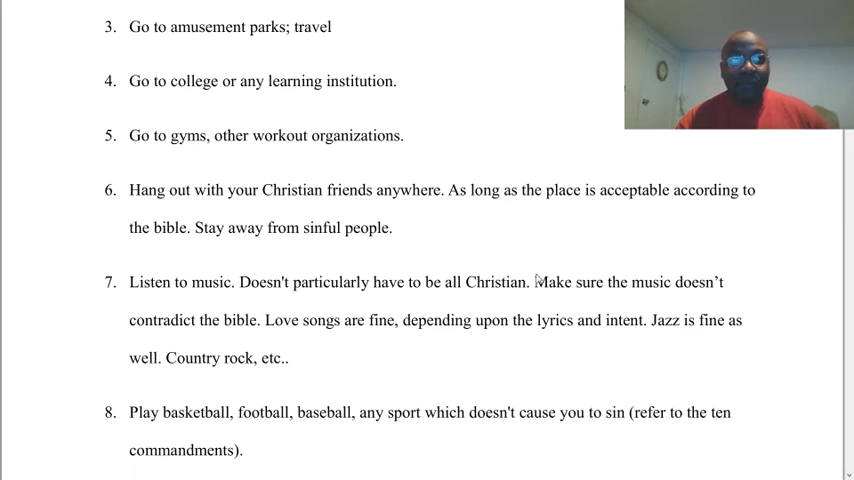 3. Go to amusement parks; travel
4. Go to college or any learning institution.
5. Go to gyms, other workout organizations.
6. Hang out with your Christian friends anywhere. As long as the place is acceptable according to
the bible. Stay away from sinful people.
7. Listen to music. Doesn't particularly have to be all Christian. Make sure the music doesn’t
contradict the bible. Love songs are fine, depending upon the lyrics and intent. Jazz is fine as
well. Country rock, etc..
8. Play basketball, football, baseball, any sport which doesn't cause you to sin (refer to the ten
commandments).